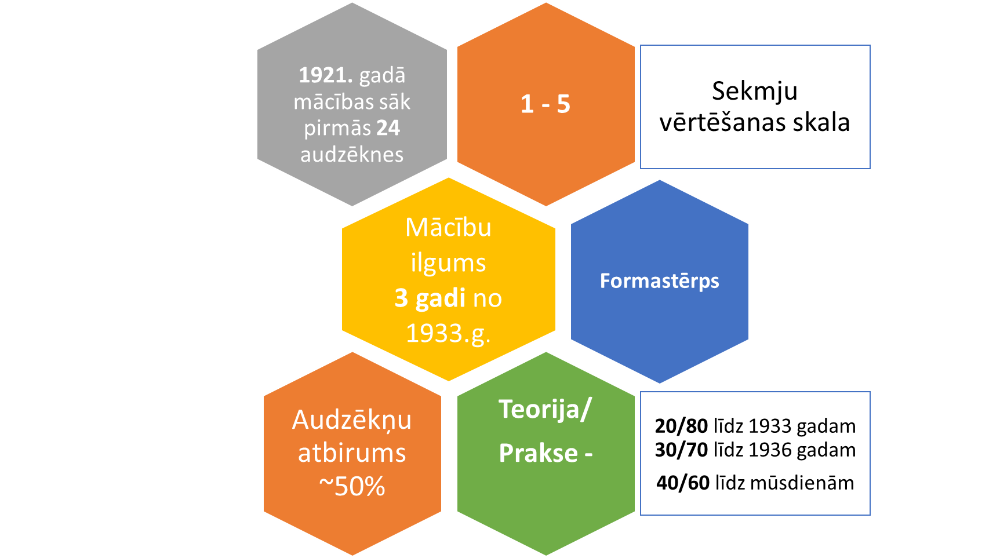 1921. gadā
mācības sāk
pirmās 24
audzēknes
1 - 5
Sekmju
vērtēšanas skala
Mācību
ilgums
3 gadi no
1933.g.
Formastērps
Audzēkņu
atbirums
~50%
Teorija/
Prakse -
20/80 līdz 1933 gadam
30/70 līdz 1936 gadam
40/60 līdz mūsdienām